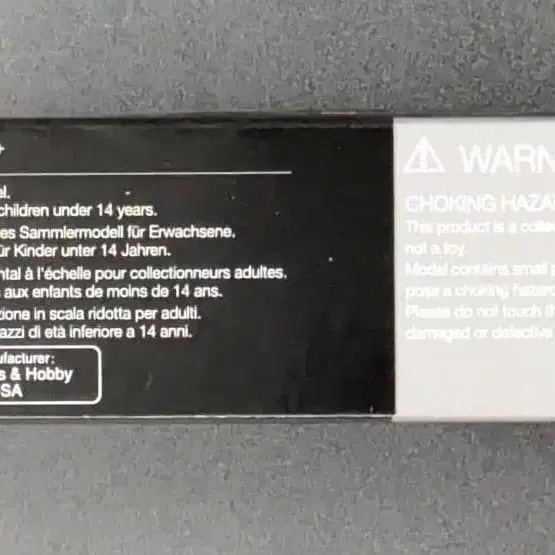 el.
children under 14 years.
es Sammlermodell für Erwachsene.
ür Kinder unter 14 Jahren.
ntal à l'échelle pour collectionneurs adultes.
aux enfants de moins de 14 ans.
zione in scala ridotta per adulti.
azzi di età inferiore a 14 anni.
ufacturer:
s & Hobby
SA
WARN
CHOKING HAZA
This product is a colle
not a toy.
Model contains small p
pose a choking hazard
Please do not touch th
damaged or defective